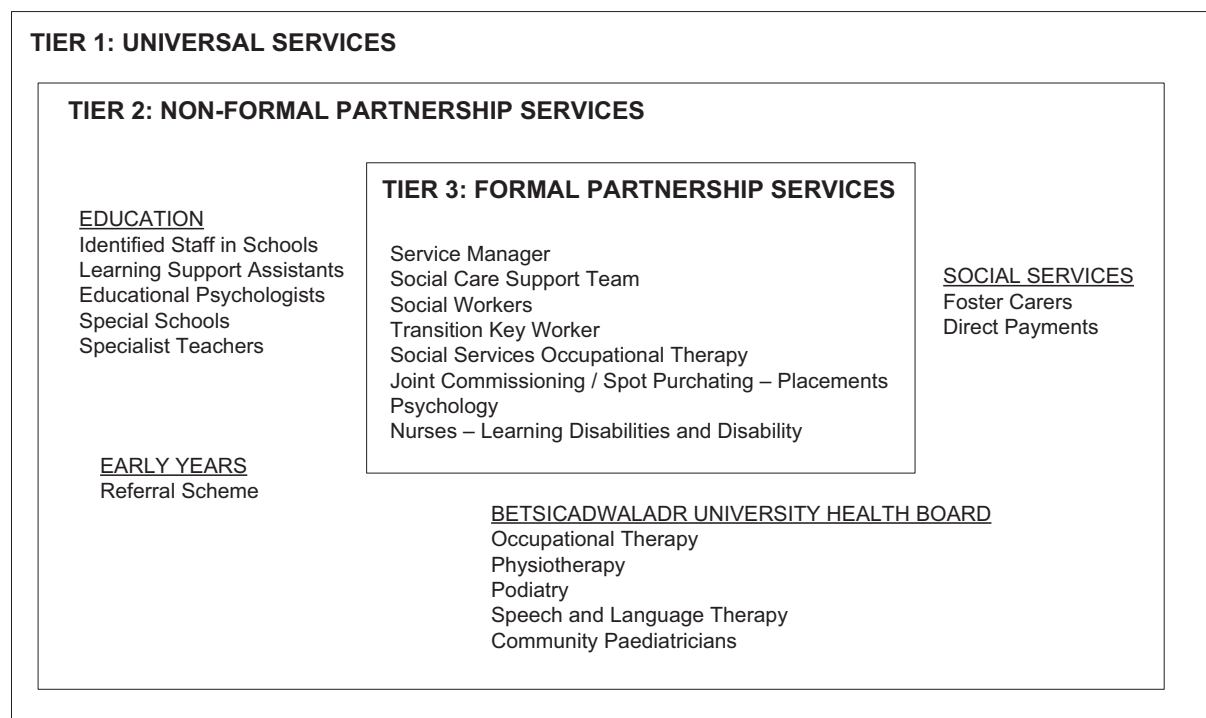 TIER 1: UNIVERSAL SERVICES
TIER 2: NON-FORMAL PARTNERSHIP SERVICES
EDUCATION
Identified Staff in Schools
Learning Support Assistants
Educational Psychologists
Special Schools
Specialist Teachers
EARLY YEARS
Referral Scheme
TIER 3: FORMAL PARTNERSHIP SERVICES
Service Manager
Social Care Support Team
Social Workers
Transition Key Worker
Social Services Occupational Therapy
Joint Commissioning / Spot Purchating – Placements
Psychology
Nurses – Learning Disabilities and Disability
SOCIAL SERVICES
Foster Carers
Direct Payments
BETSICADWALADR UNIVERSITY HEALTH BOARD
Occupational Therapy
Physiotherapy
Podiatry
Speech and Language Therapy
Community Paediatricians